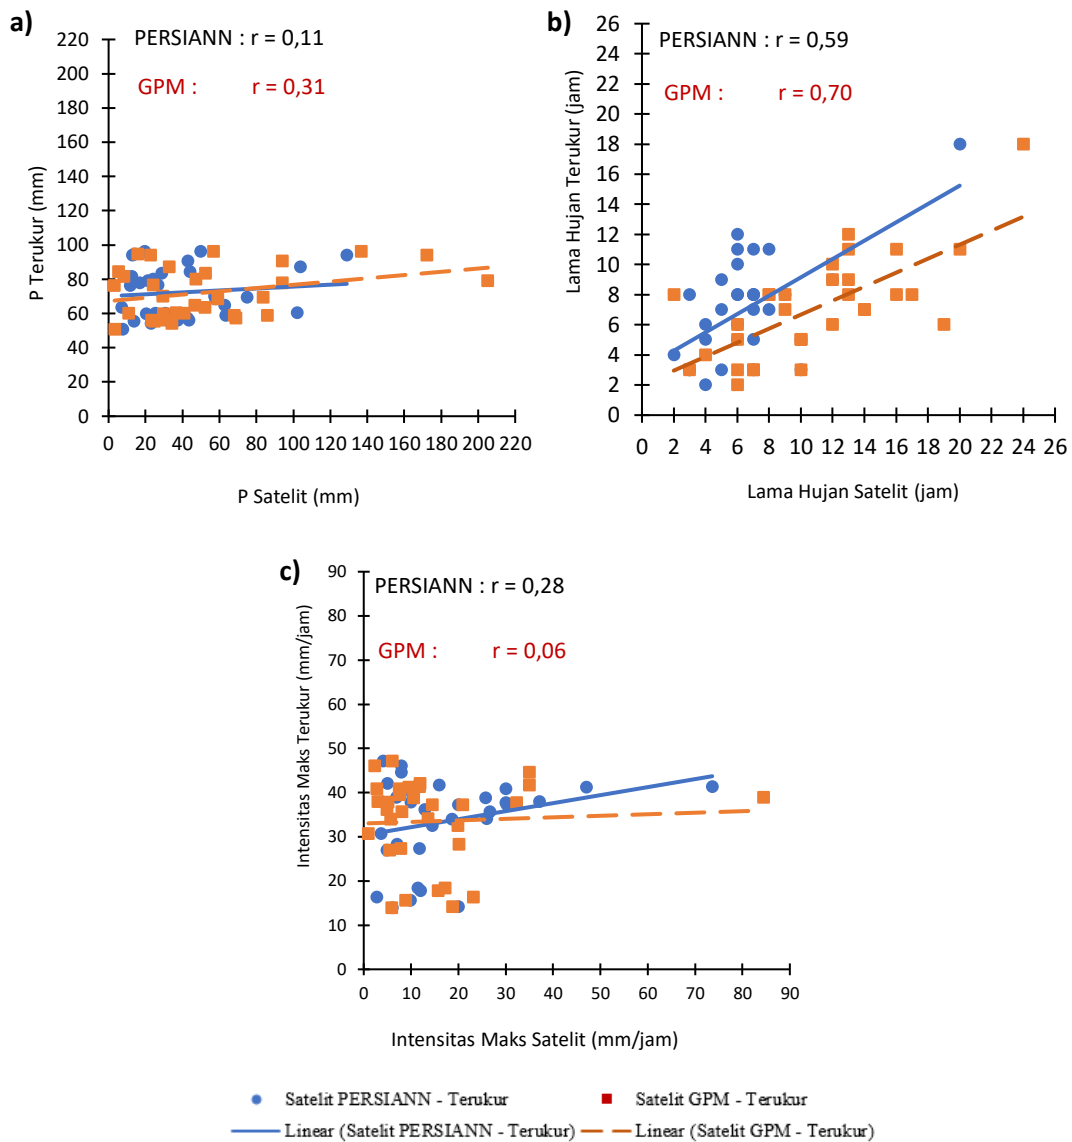 a)
PERSIANN : r = 0,11
GPM : r = 0,31
P Terukur (mm)
220
200
180
160
140
120
100
80
60
40
20
0
0 20 40 60 80 100 120 140 160 180 200 220
P Satelit (mm)
b)
PERSIANN : r = 0,59
GPM : r = 0,70
Lama Hujan Terukur (jam)
26
24
22
20
18
16
14
12
10
8
6
4
2
0
0 2 4 6 8 10 12 14 16 18 20 22 24 26
Lama Hujan Satelit (jam)
c)
PERSIANN : r = 0,28
GPM : r = 0,06
Intensitas Maks Terukur (mm/jam)
90
80
70
60
50
40
30
20
10
0
0 10 20 30 40 50 60 70 80 90
Intensitas Maks Satelit (mm/jam)
Satelit PERSIANN - Terukur
Satelit GPM - Terukur
Linear (Satelit PERSIANN - Terukur)
Linear (Satelit GPM - Terukur)